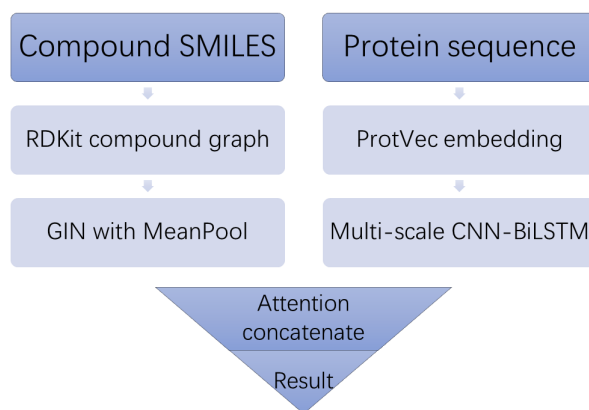 Compound SMILES
Protein sequence
RDKit compound graph
ProtVec embedding
GIN with MeanPool
Multi-scale CNN-BiLSTM
Attention
concatenate
Result